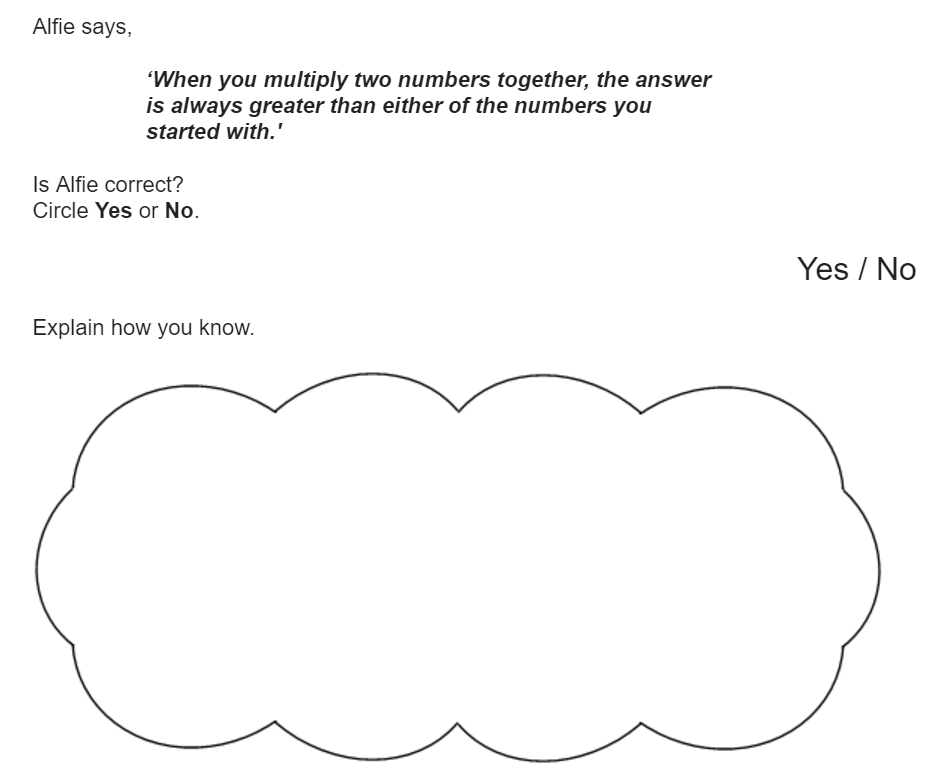 Alfie says,
‘When you multiply two numbers together, the answer
is always greater than either of the numbers you
started with.'
Is Alfie correct?
Circle Yes or No.
Yes / No
Explain how you know.